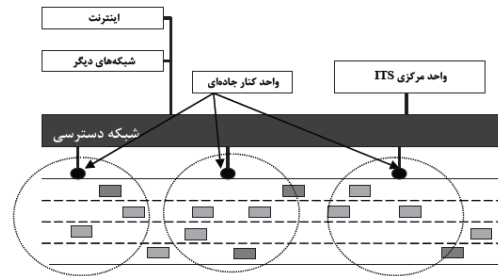 اینترنت
شبکه‌های دیگر
واحد کنار جاده‌ای
واحد مرکزی ITS
شبکه دسترسی